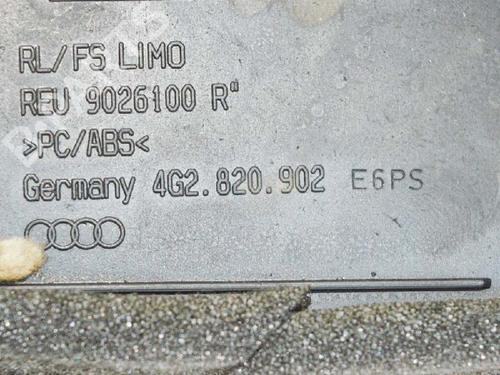 RL/FS LIMO
REU 9026100 R"
>PC/ABS<
Germany 4G2.820.902 E6PS